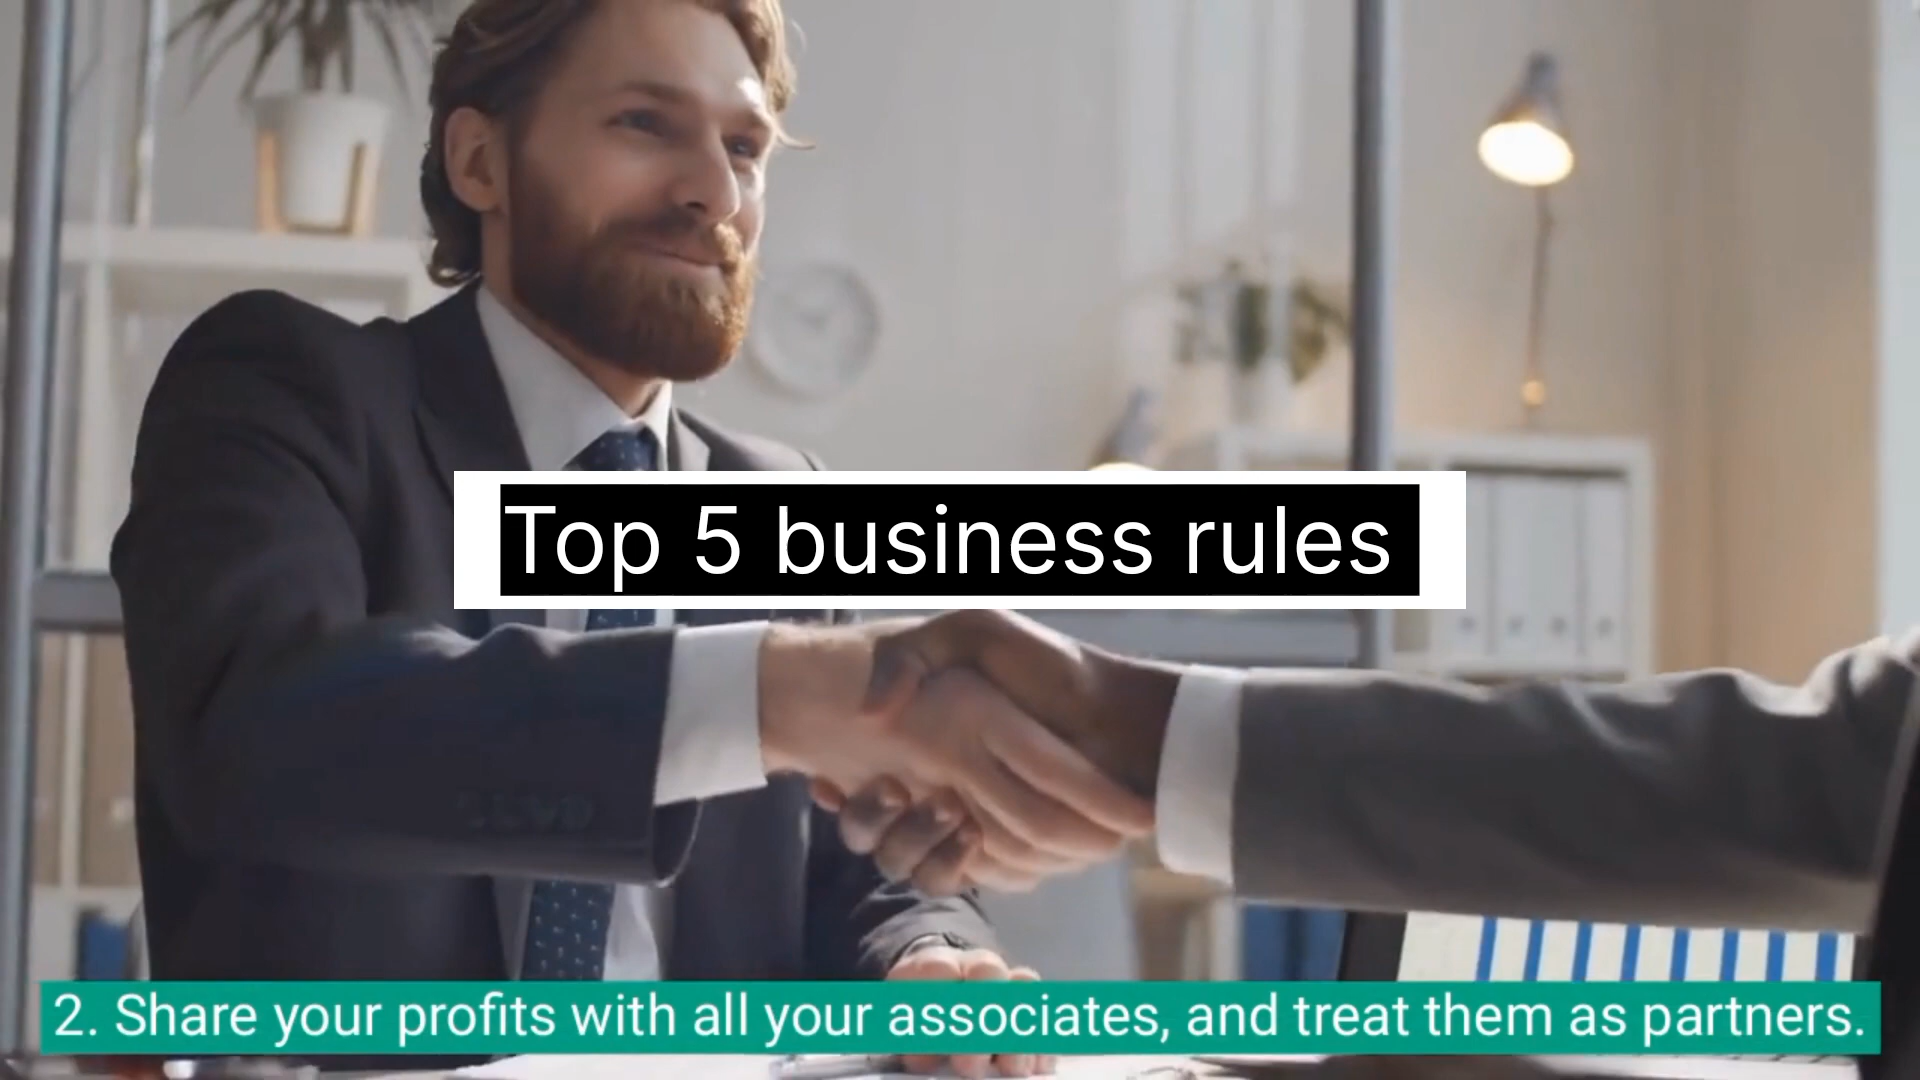 Top 5 business rules
2. Share your profits with all your associates, and treat them as partners.